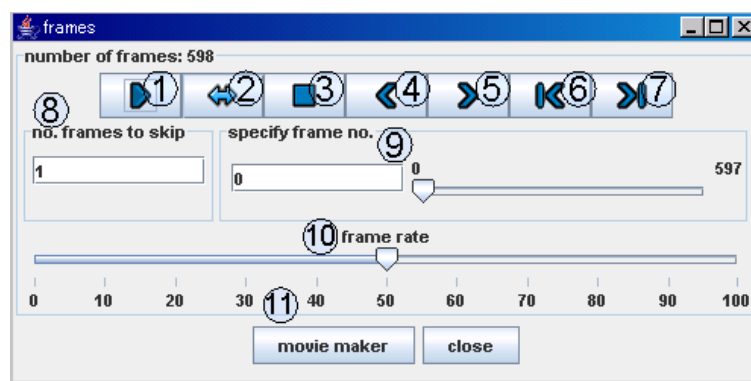 frames
number of frames: 598
1 2 3 4 5 6 7
8
no. frames to skip
1
specify frame no.
9
0
0 597
10 frame rate
0 10 20 30 40 50 60 70 80 90 100
11
movie maker close